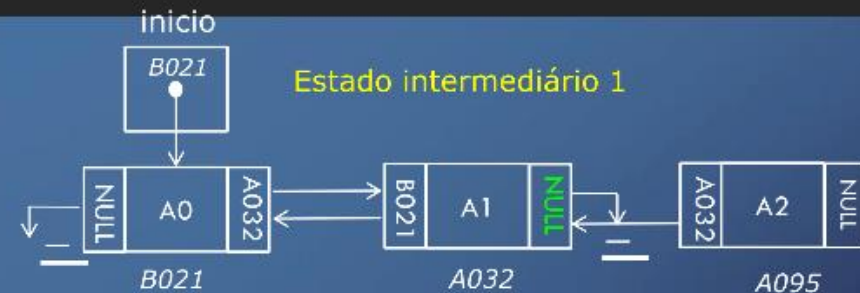 inicio
B021
Estado intermediário 1
NULL A0 A032
B021 A1 NULL
A032 A2 NULL
B021
A032
A095